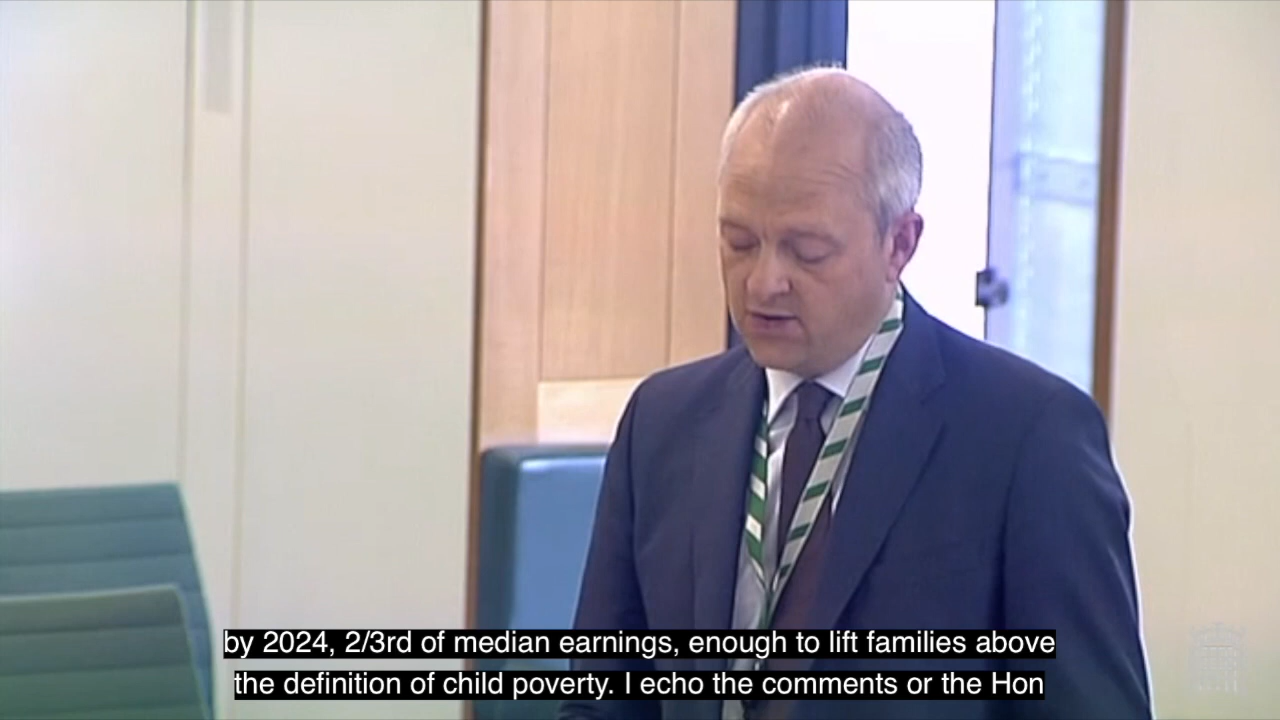 by 2024, 2/3rd of median earnings, enough to lift families above
the definition of child poverty. I echo the comments or the Hon